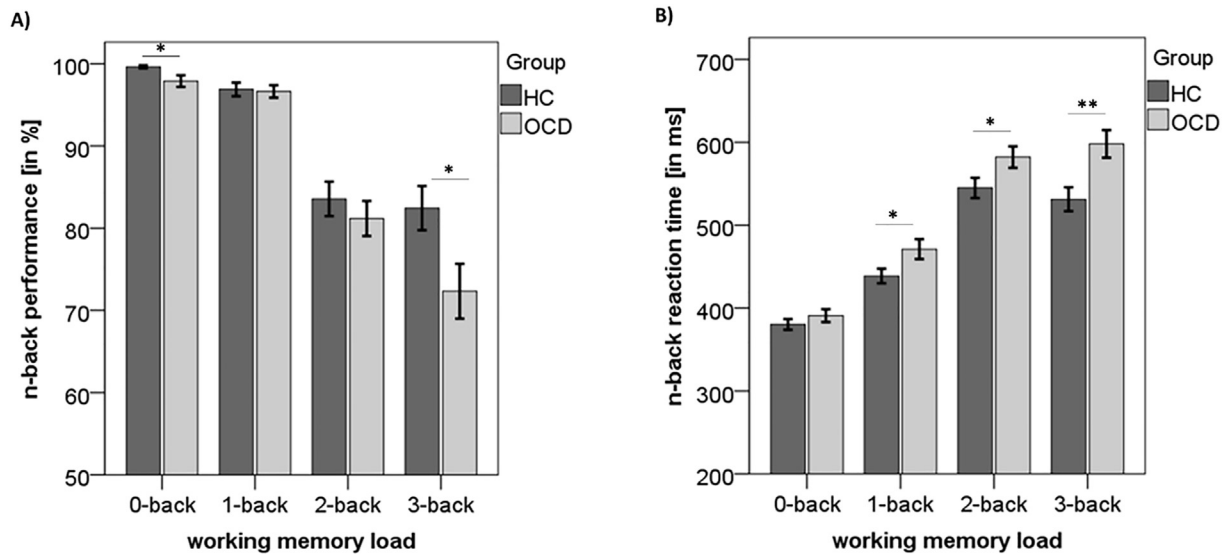 A)
n-back performance [in %]
100
90
80
70
60
50
*
*
Group
HC
OCD
0-back 1-back 2-back 3-back
working memory load
B)
n-back reaction time [in ms]
700
600
500
400
300
200
*
*
**
Group
HC
OCD
0-back 1-back 2-back 3-back
working memory load